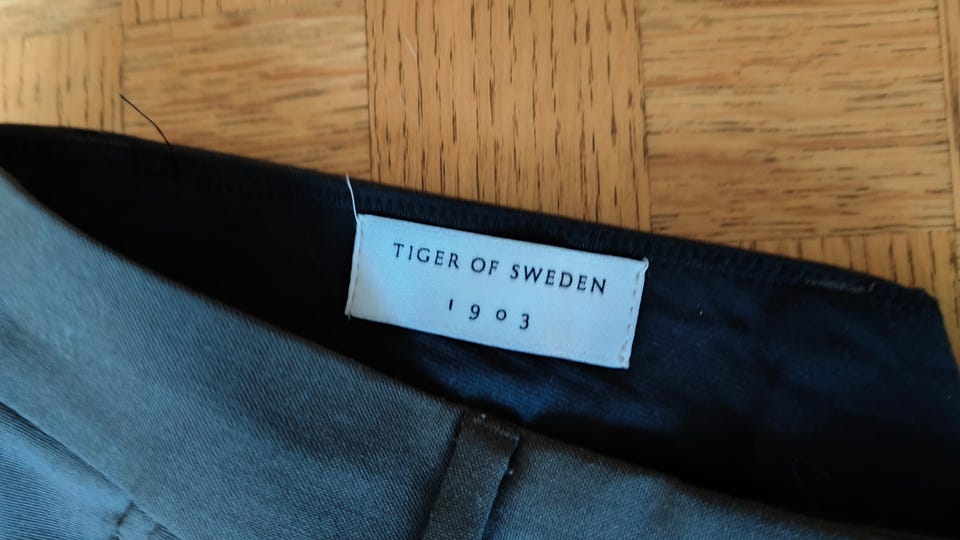 TIGER OF SWEDEN
1903